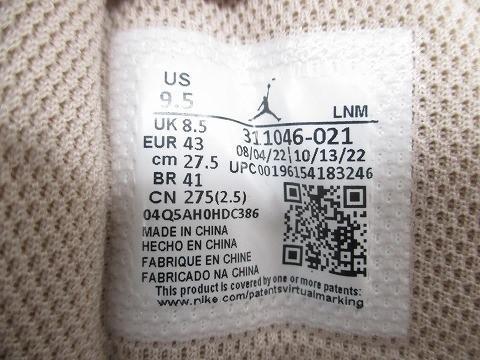 US
9.5
LNM
UK 8.5
311046-021
EUR 43
08/04/22 10/13/22
cm 27.5
UPC00196154183246
BR 41
CN 275(2.5)
04Q5AH0HDC386
MADE IN CHINA
HECHO EN CHINA
FABRIQUE EN CHINE
FABRICADO NA CHINA
This product is covered by one or more patents:
www.nike.com/patentsvirtualmarking